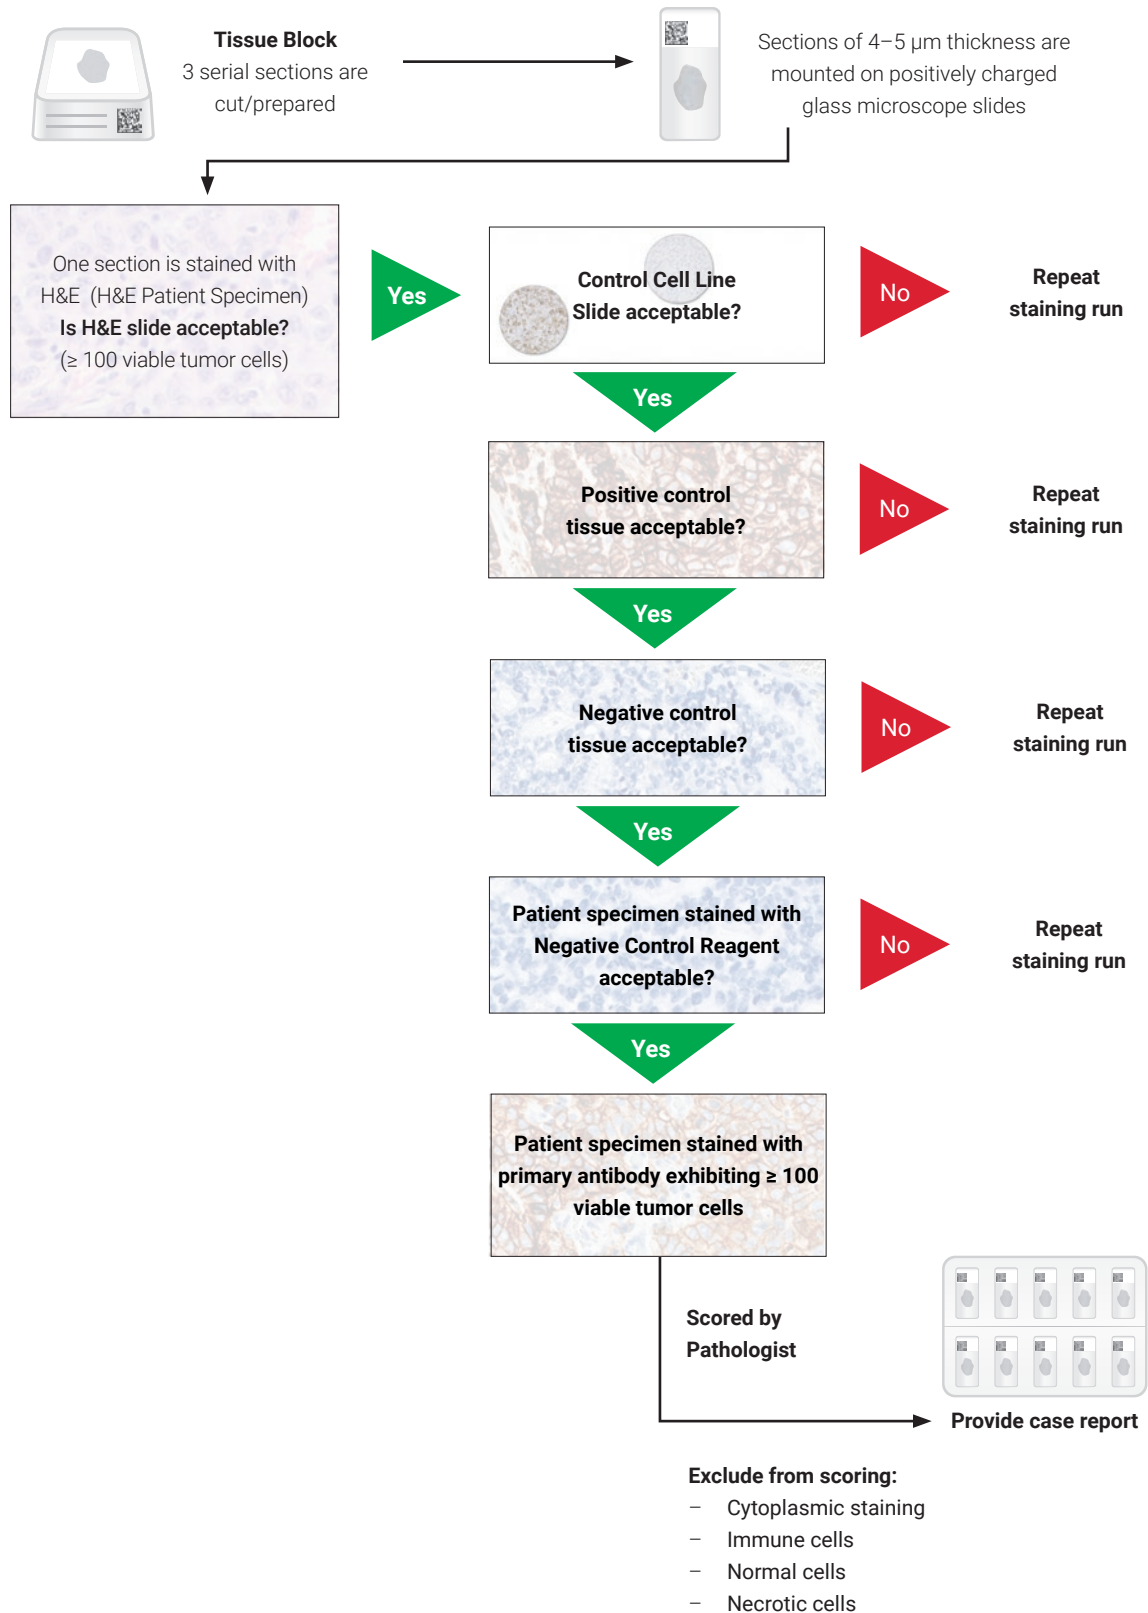 Tissue Block
3 serial sections are
cut/prepared
Sections of 4–5 µm thickness are
mounted on positively charged
glass microscope slides
One section is stained with
H&E (H&E Patient Specimen)
Is H&E slide acceptable?
(≥ 100 viable tumor cells)
Yes
Control Cell Line
Slide acceptable?
No
Repeat
staining run
Yes
Positive control
tissue acceptable?
No
Repeat
staining run
Yes
Negative control
tissue acceptable?
No
Repeat
staining run
Yes
Patient specimen stained with
Negative Control Reagent
acceptable?
No
Repeat
staining run
Yes
Patient specimen stained with
primary antibody exhibiting ≥ 100
viable tumor cells
Scored by
Pathologist
Provide case report
Exclude from scoring:
– Cytoplasmic staining
– Immune cells
– Normal cells
– Necrotic cells